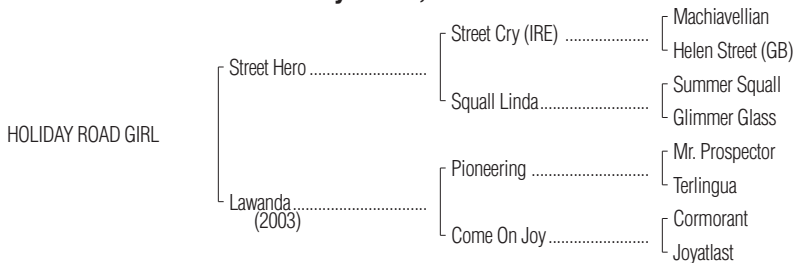 Machiavellian
Street Cry (IRE) ........................
Helen Street (GB)
Street Hero .................................
Summer Squall
Squall Linda................................
Glimmer Glass
HOLIDAY ROAD GIRL
Mr. Prospector
Pioneering ..................................
Terlingua
Lawanda......................................
(2003)
Cormorant
Come On Joy.............................
Joyatlast